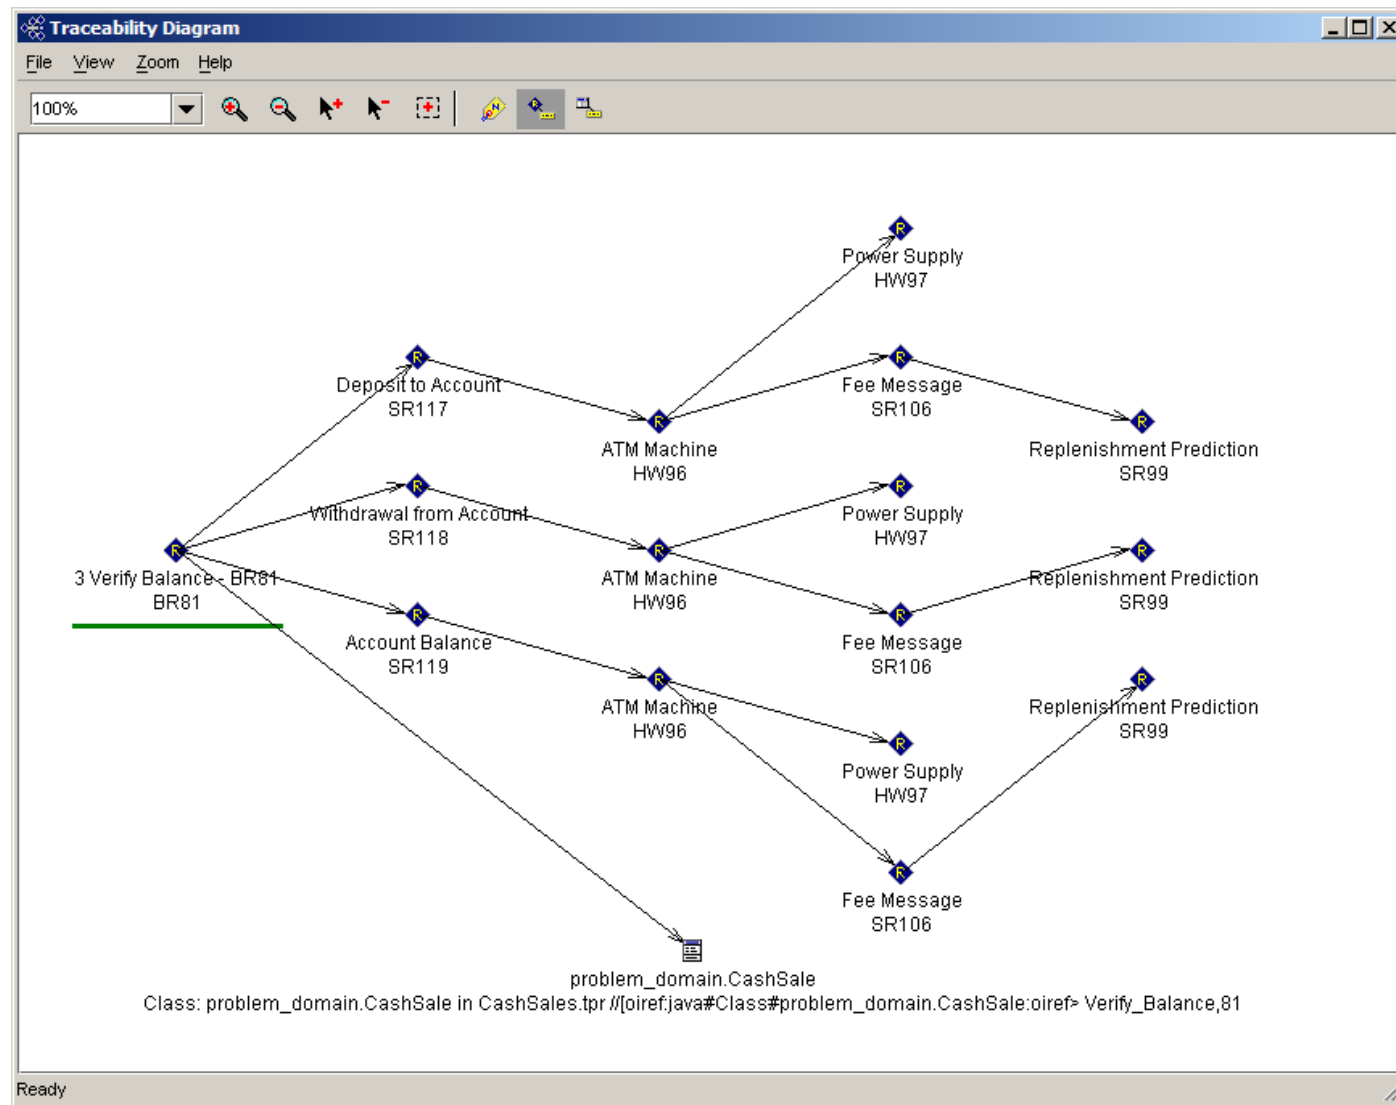 Traceability Diagram
File View Zoom Help
100%
Power Supply
HW97
Deposit to Account
SR117
Fee Message
SR106
ATM Machine
HW96
Replenishment Prediction
SR99
Withdrawal from Account
SR118
Power Supply
HW97
3 Verify Balance - BR81
BR81
ATM Machine
HW96
Replenishment Prediction
SR99
Account Balance
SR119
Fee Message
SR106
ATM Machine
HW96
Replenishment Prediction
SR99
Power Supply
HW97
Fee Message
SR106
problem_domain.CashSale
Class: problem_domain.CashSale in CashSales.tpr //[oiref:java#Class#problem_domain.CashSale:oiref> Verify_Balance,81
Ready